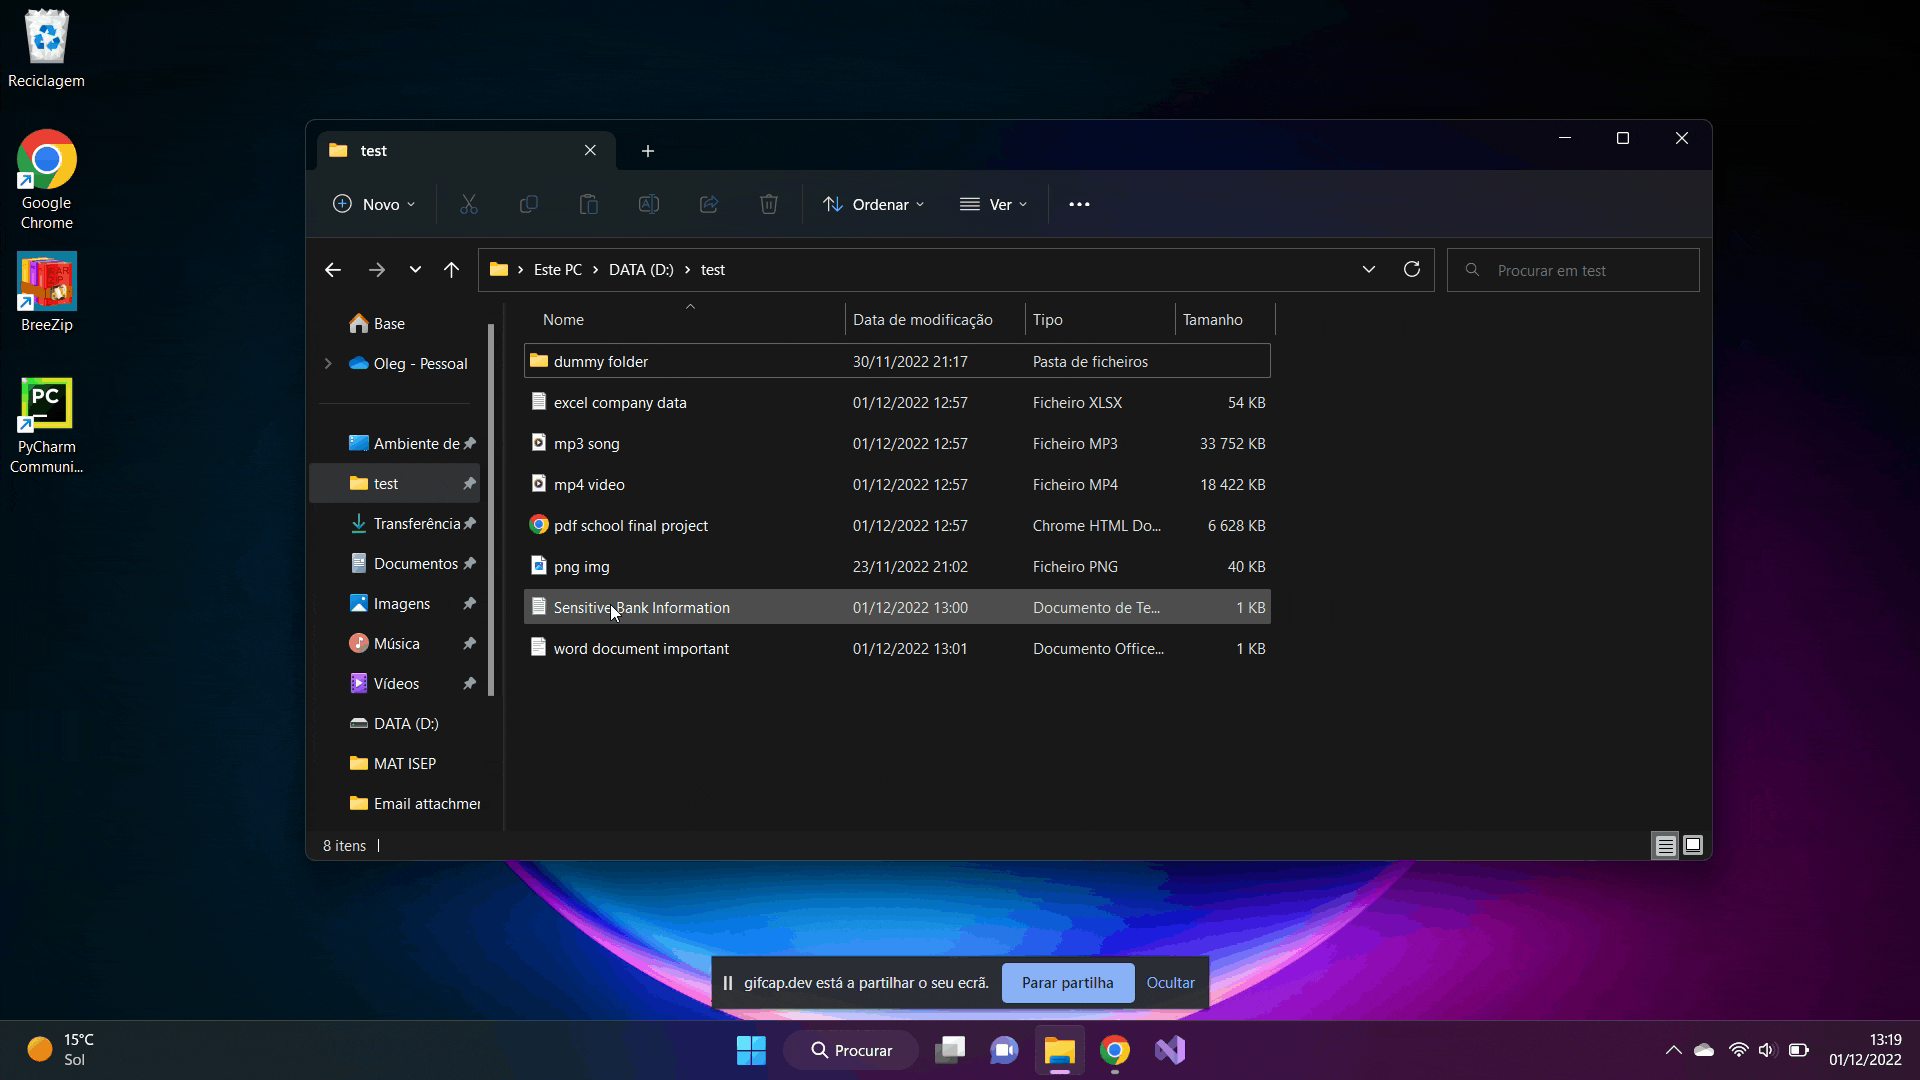 Reciclagem
Google
Chrome
BreeZip
PC
PyCharm
Communi...
test
Novo
Ordenar
Ver
Este PC
DATA (D:)
test
Procurar em test
Base
Oleg - Pessoal
Ambiente de
test
Transferência
Documentos
Imagens
Música
Vídeos
DATA (D:)
MAT ISEP
Email attachmer
Nome Data de modificação Tipo Tamanho
dummy folder 30/11/2022 21:17 Pasta de ficheiros
excel company data 01/12/2022 12:57 Ficheiro XLSX 54 KB
mp3 song 01/12/2022 12:57 Ficheiro MP3 33 752 KB
mp4 video 01/12/2022 12:57 Ficheiro MP4 18 422 KB
pdf school final project 01/12/2022 12:57 Chrome HTML Do... 6 628 KB
png img 23/11/2022 21:02 Ficheiro PNG 40 KB
Sensitive Bank Information 01/12/2022 13:00 Documento de Te... 1 KB
word document important 01/12/2022 13:01 Documento Office... 1 KB
8 itens
gifcap.dev está a partilhar o seu ecrã. Parar partilha Ocultar
15°C
Sol
Procurar
13:19
01/12/2022